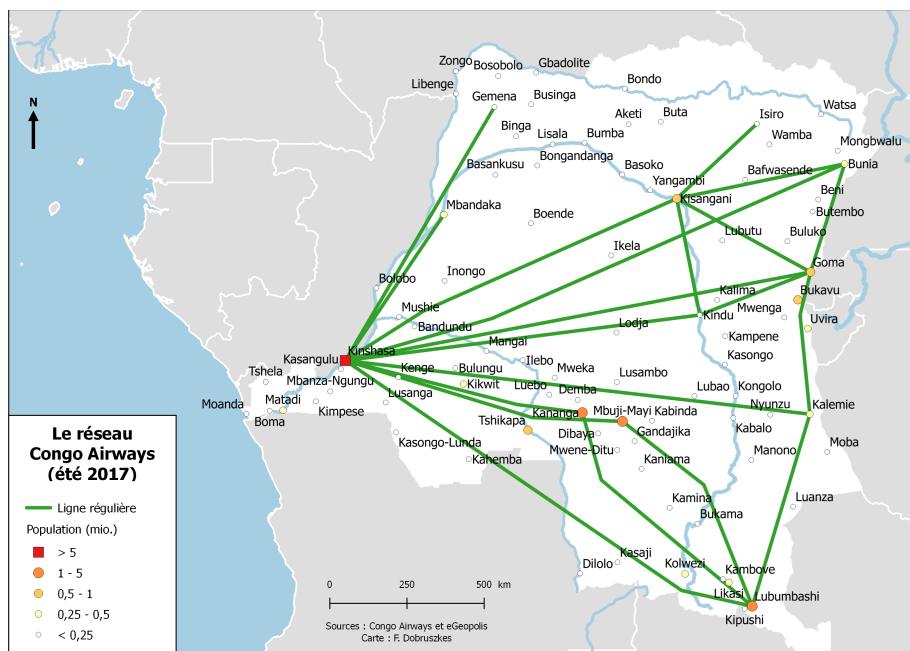 Zongo
Bosobolo
Gbadolite
Libenge
Bondo
Gemena
Businga
Isiro
Watsa
Aketi
Buta
Binga
Lisala
Bumba
Wamba
Mongbwalu
Basankusu
Bongandanga
Basoko
Bafwasende
Bunia
Yangambi
Beni
Mbandaka
Kisangani
Butembo
Boende
Lubutu
Buluko
Ikela
Goma
Inongo
Bolobo
Kalima
Bukavu
Mushie
Mwenga
Kindu
Uvira
Bandundu
Lodja
Kampene
Mangal
Kinshasa
Kasangulu
Kasongo
Tshela
Kenge
Bulungu
Ilebo
Mweka
Lusambo
Mbanza-Ngungu
Kikwit
Luebo
Demba
Lubao
Kongolo
Moanda
Matadi
Lusanga
Nyunzu
Kalemie
Boma
Kimpese
Tshikapa
Kananga
Mbuji-Mayi
Kabinda
Kabalo
Dibaya
Gandajika
Kasongo-Lunda
Mwene-Ditu
Moba
Kahemba
Kaniama
Manono
Kamina
Luanza
Bukama
Dilolo
Kasaji
Kolwezi
Kambove
Likasi
Lubumbashi
Kipushi
N
Le réseau
Congo Airways
(été 2017)
Ligne régulière
Population (mio.)
> 5
1 - 5
0,5 - 1
0,25 - 0,5
< 0,25
0 250 500 km
Sources : Congo Airways et eGeopolis
Carte : F. Dobruszkes